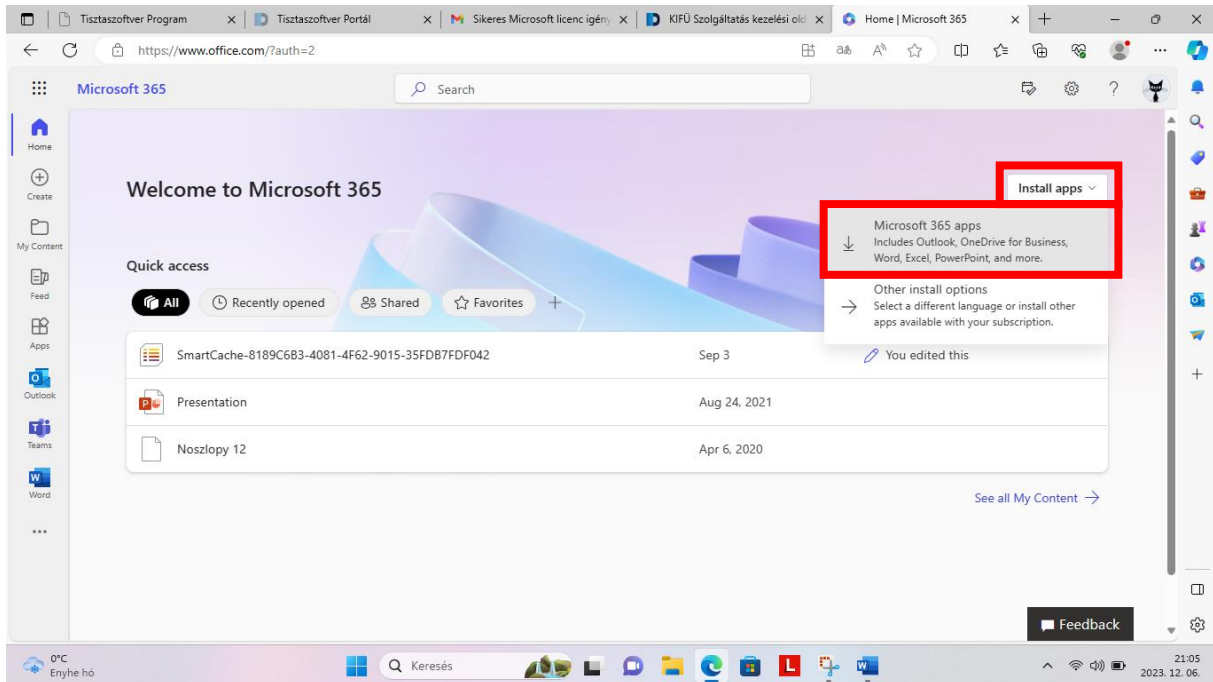 Tisztaszoftver Program
Tisztaszoftver Portál
Sikeres Microsoft licenc igény
KIFÜ Szolgáltatás kezelési old
Home | Microsoft 365
https://www.office.com/?auth=2
Microsoft 365
Search
Home
Create
My Content
Feed
Apps
Outlook
Teams
Word
Welcome to Microsoft 365
Install apps
Microsoft 365 apps
Includes Outlook, OneDrive for Business,
Word, Excel, PowerPoint, and more.
Other install options
Select a different language or install other
apps available with your subscription.
Quick access
All
Recently opened
Shared
Favorites
SmartCache-8189C6B3-4081-4F62-9015-35FDB7FDF042 Sep 3 You edited this
Presentation Aug 24, 2021
Noszlopy 12 Apr 6, 2020
See all My Content
Feedback
0°C
Enyhe hó
Keresés
21:05
2023. 12. 06.